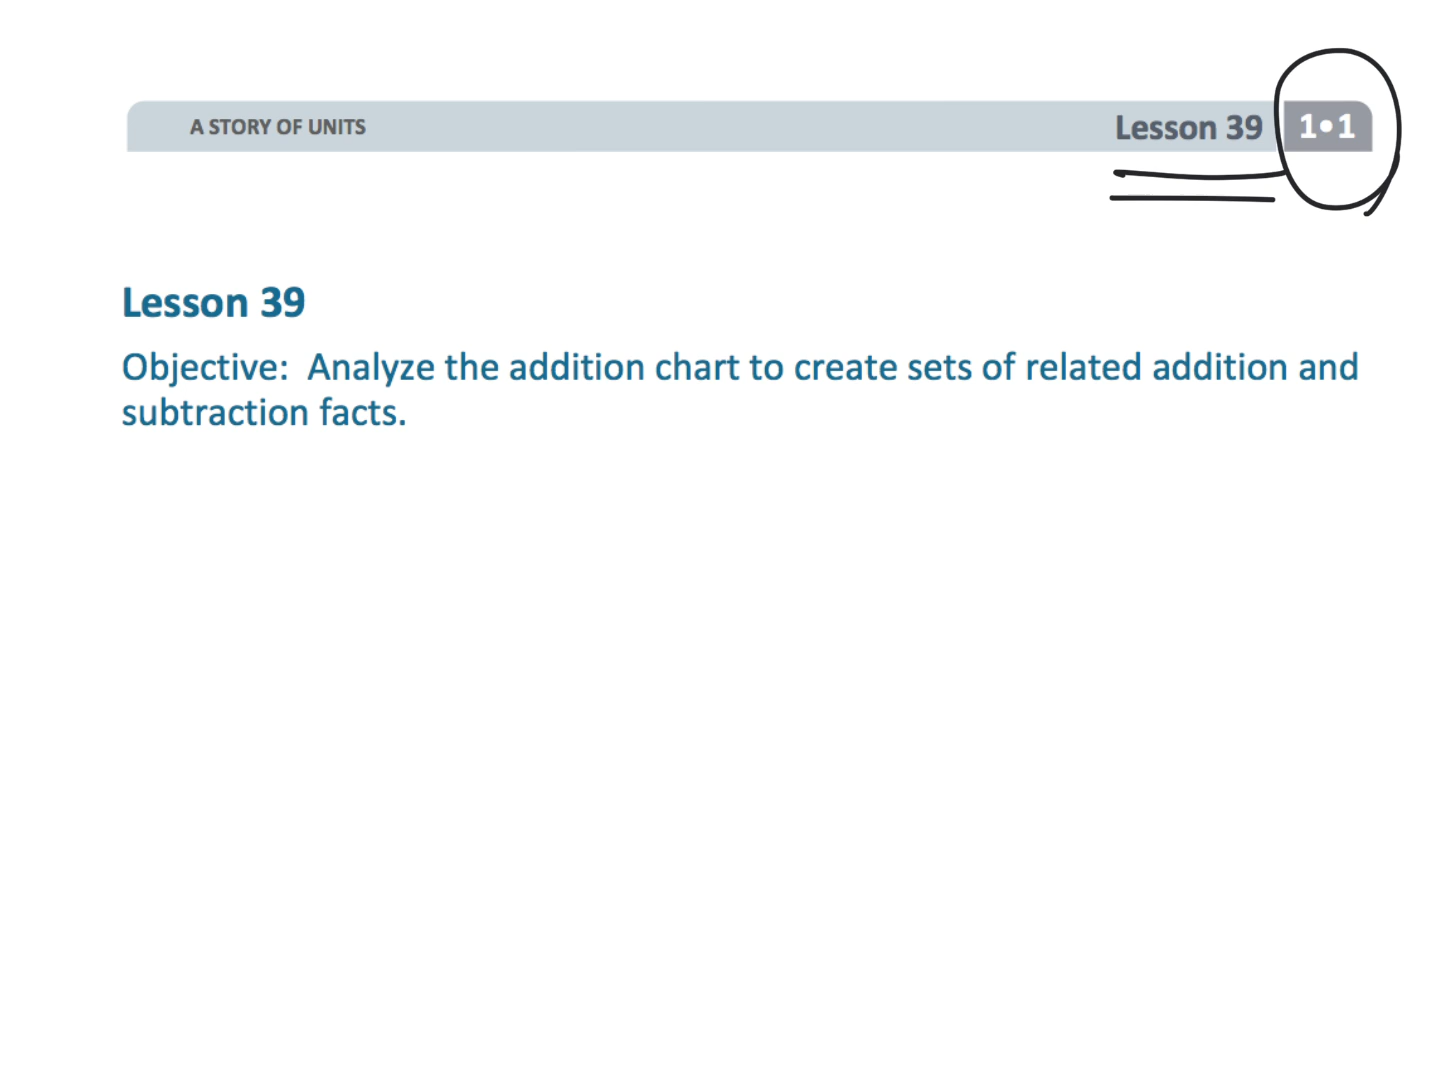 A STORY OF UNITS
Lesson 39
1•1
Lesson 39
Objective: Analyze the addition chart to create sets of related addition and
subtraction facts.